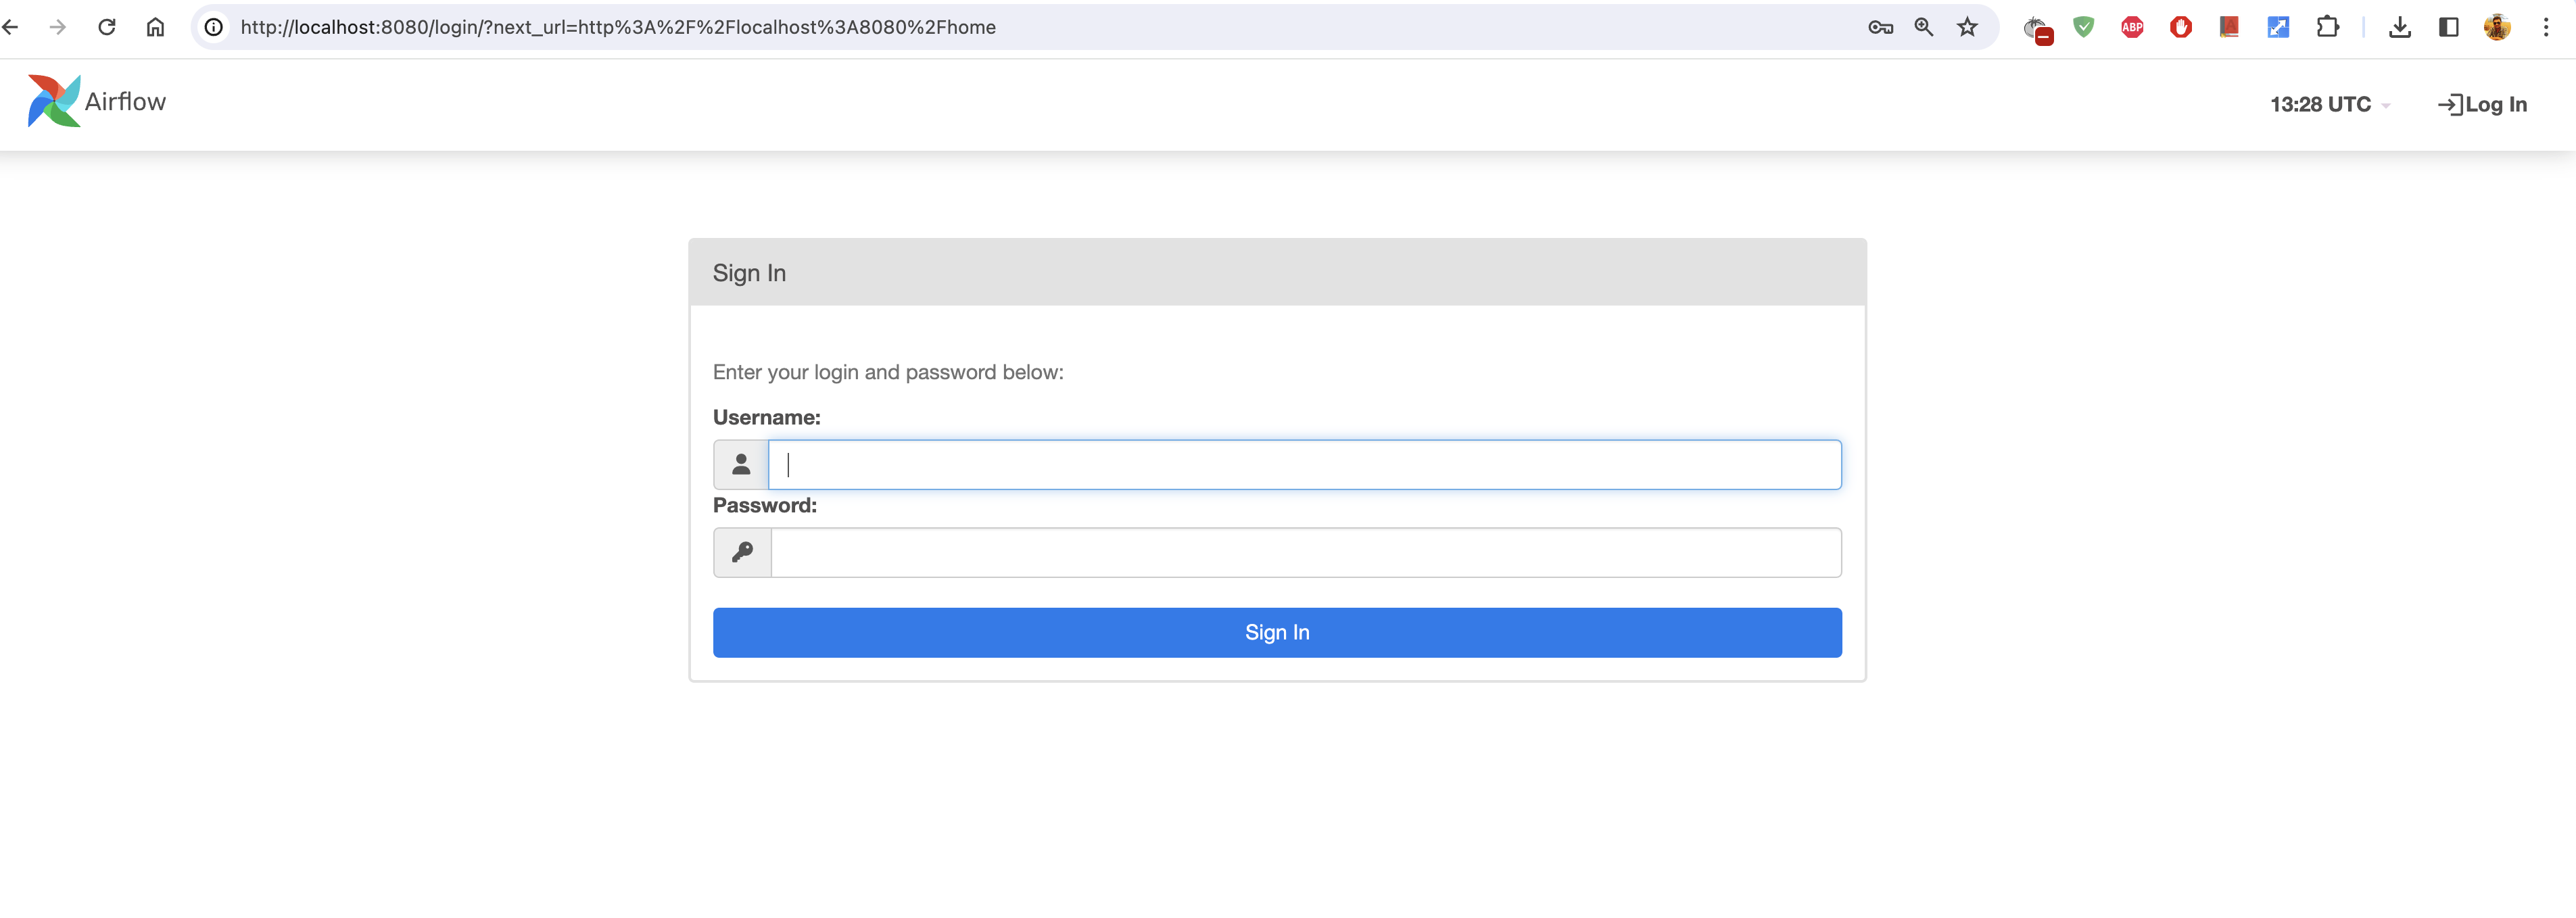 http://localhost:8080/login/?next_url=http%3A%2F%2Flocalhost%3A8080%2Fhome
ABP
Airflow
13:28 UTC
Log In
Sign In
Enter your login and password below:
Username:
Password:
Sign In